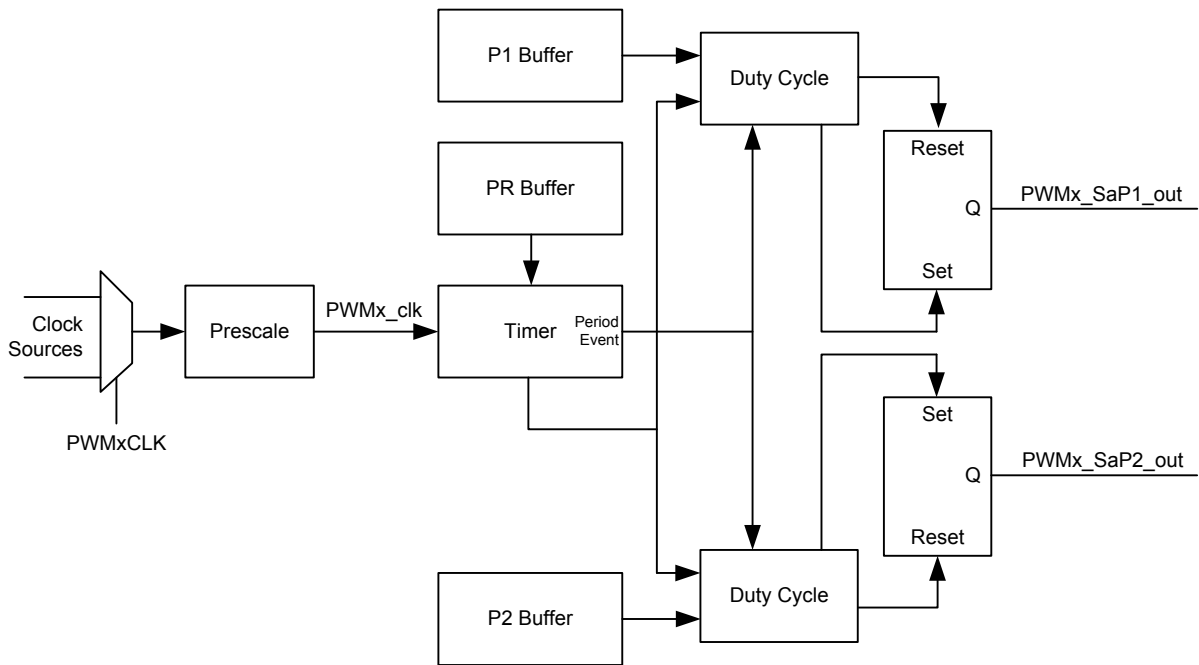 P1 Buffer
Duty Cycle
PR Buffer
Reset
Q
Set
PWMx_SaP1_out
Clock
Sources
Prescale
PWMx_clk
Timer
Period
Event
PWMxCLK
Set
Q
Reset
PWMx_SaP2_out
P2 Buffer
Duty Cycle